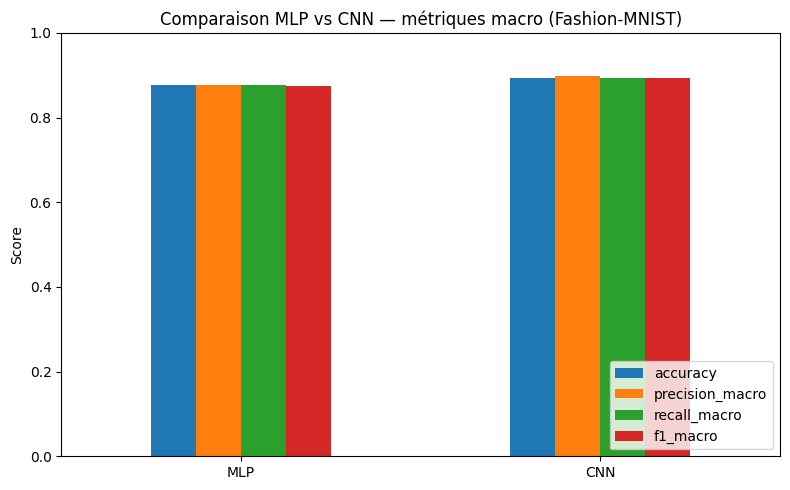 Comparaison MLP vs CNN — métriques macro (Fashion-MNIST)
1.0
0.8
0.6
0.4
0.2
0.0
Score
MLP
CNN
accuracy
precision_macro
recall_macro
f1_macro